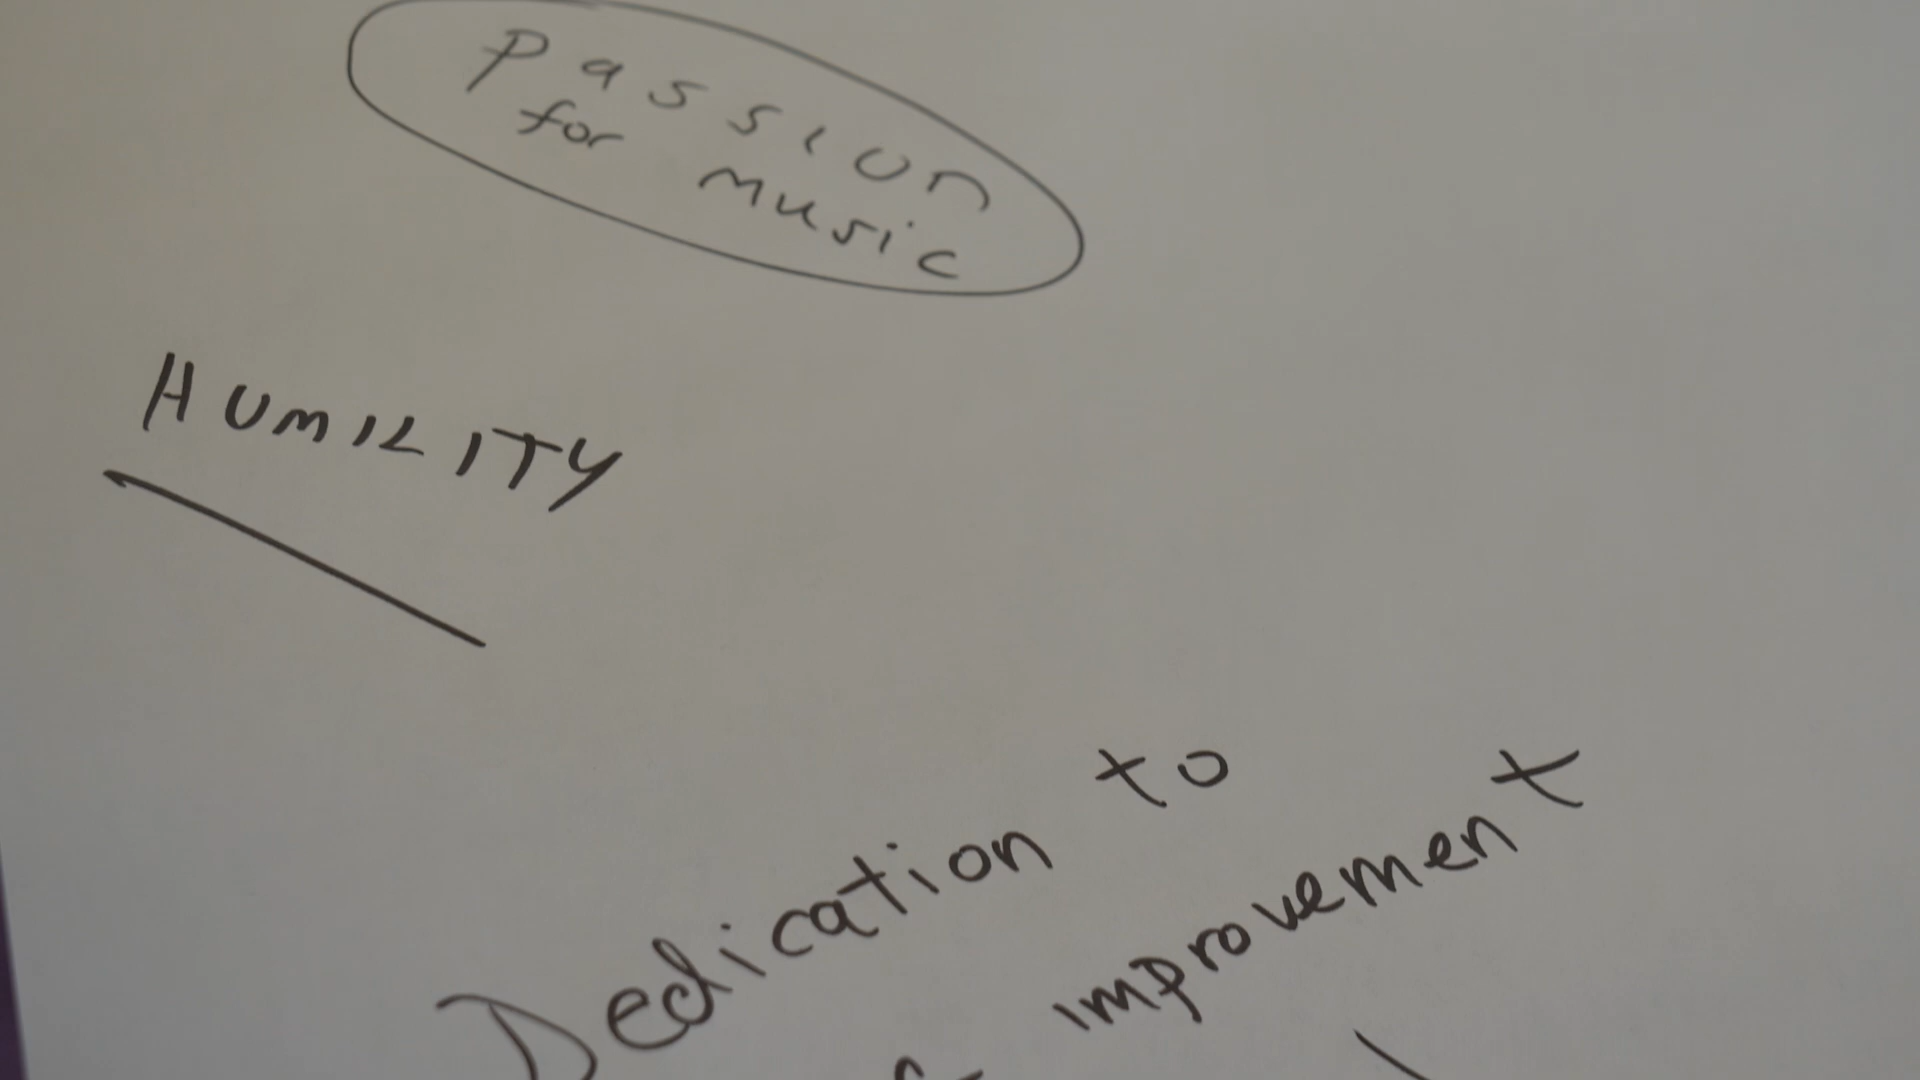 Passion
for music
HUMILITY
Dedication to
improvement